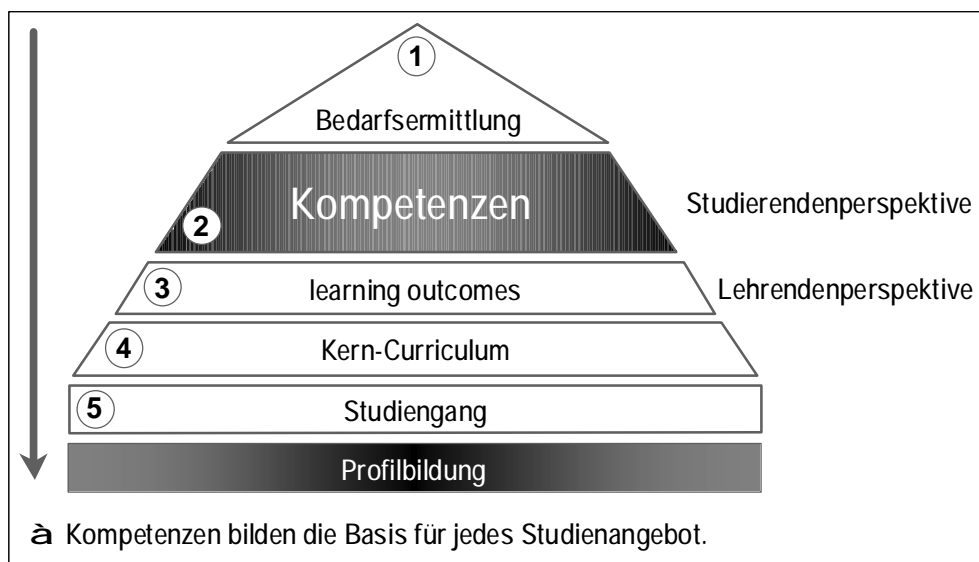 1
Bedarfsermittlung
2
Kompetenzen
Studierendenperspektive
3
learning outcomes
Lehrendenperspektive
4
Kern-Curriculum
5
Studiengang
Profilbildung
à Kompetenzen bilden die Basis für jedes Studienangebot.